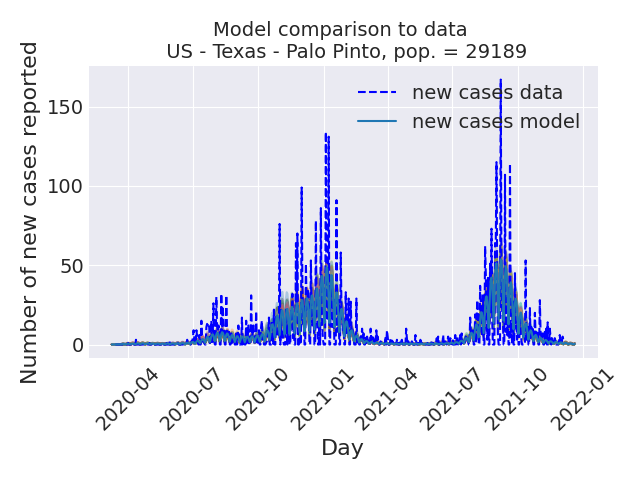 Model comparison to data
US - Texas - Palo Pinto, pop. = 29189
Number of new cases reported
150
100
50
0
new cases data
new cases model
2020-04
2020-07
2020-10
2021-01
2021-04
2021-07
2021-10
2022-01
Day